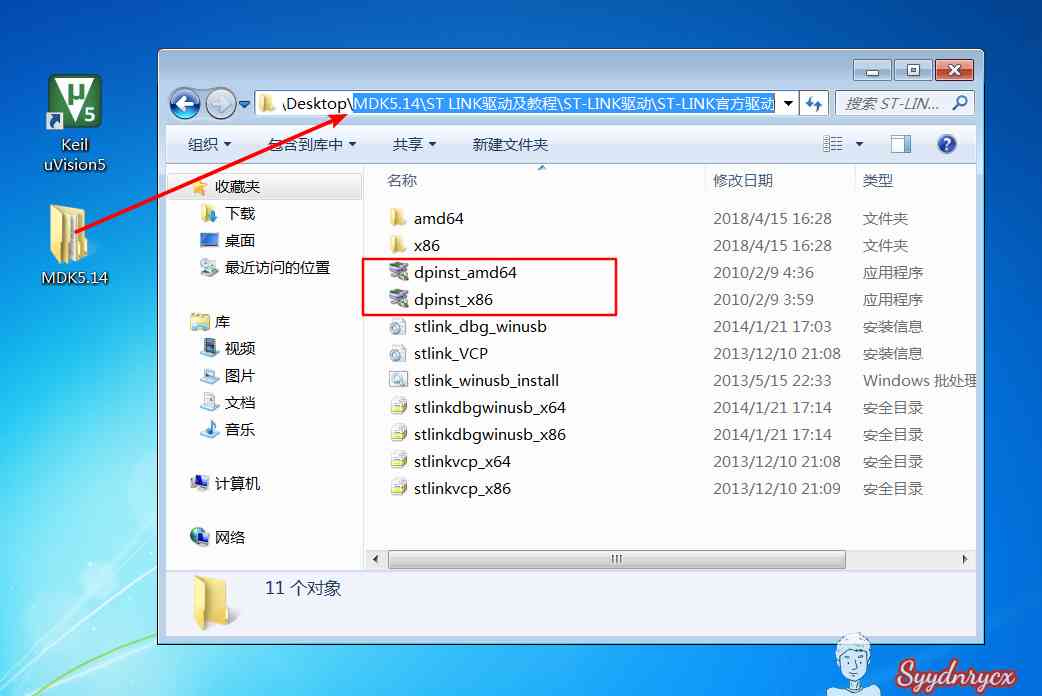 Keil
uVision5
MDK5.14
\Desktop\MDK5.14\ST LINK驱动及教程\ST-LINK驱动\ST-LINK官方驱动
搜索 ST-LIN...
组织 包含到库中 共享 新建文件夹
收藏夹
下载
桌面
最近访问的位置
库
视频
图片
文档
音乐
计算机
网络
名称 修改日期 类型
amd64 2018/4/15 16:28 文件夹
x86 2018/4/15 16:28 文件夹
dpinst_amd64 2010/2/9 4:36 应用程序
dpinst_x86 2010/2/9 3:59 应用程序
stlink_dbg_winusb 2014/1/21 17:03 安装信息
stlink_VCP 2013/12/10 21:08 安装信息
stlink_winusb_install 2013/5/15 22:33 Windows 批处理
stlinkdbgwinusb_x64 2014/1/21 17:14 安全目录
stlinkdbgwinusb_x86 2014/1/21 17:14 安全目录
stlinkvcp_x64 2013/12/10 21:08 安全目录
stlinkvcp_x86 2013/12/10 21:09 安全目录
11 个对象
Syydnrycx